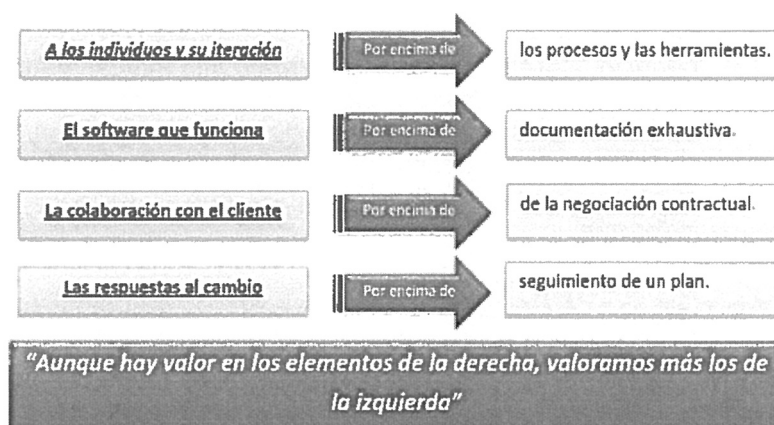 A los individuos y su iteración
Por encima de
los procesos y las herramientas.
El software que funciona
Por encima de
documentación exhaustiva.
La colaboración con el cliente
Por encima de
de la negociación contractual.
Las respuestas al cambio
Por encima de
seguimiento de un plan.
“Aunque hay valor en los elementos de la derecha, valoramos más los de
la izquierda”